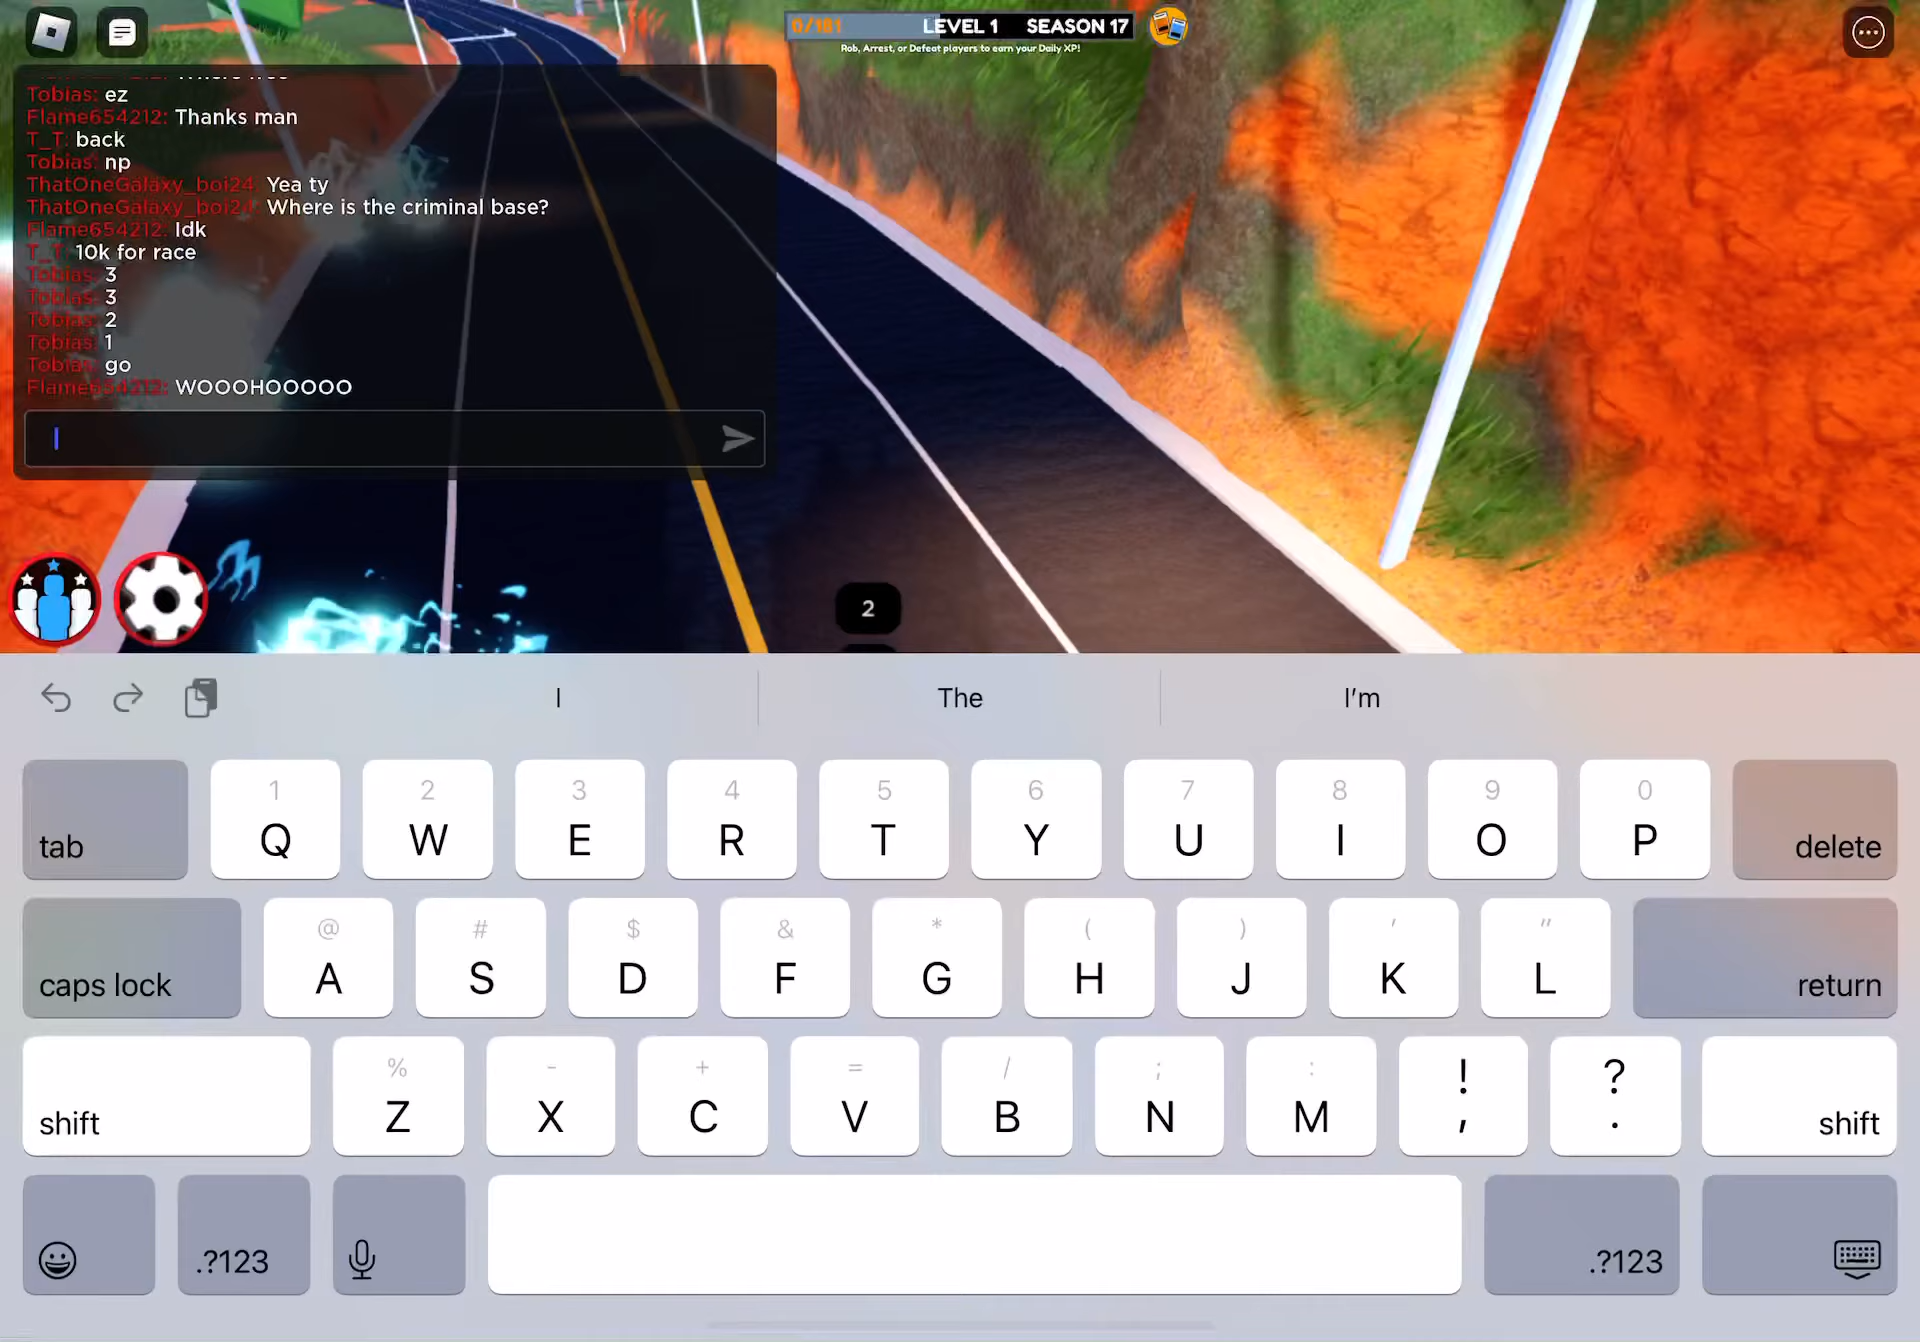 0/181 LEVEL 1 SEASON 17
Rob, Arrest, or Defeat players to earn your Daily XP!
Tobias: ez
Flame654212: Thanks man
T_T: back
Tobias: np
ThatOneGalaxy_boi24: Yea ty
ThatOneGalaxy_boi24: Where is the criminal base?
Flame654212: Idk
T_T: 10k for race
Tobias: 3
Tobias: 3
Tobias: 2
Tobias: 1
Tobias: go
Flame654212: WOOOHOOOOO
2
I The I'm
1 2 3 4 5 6 7 8 9 0
tab Q W E R T Y U I O P delete
@ # $ & * ( ) ' "
caps lock A S D F G H J K L return
% - + = / ; : ! ?
shift Z X C V B N M , . shift
.?123 .?123